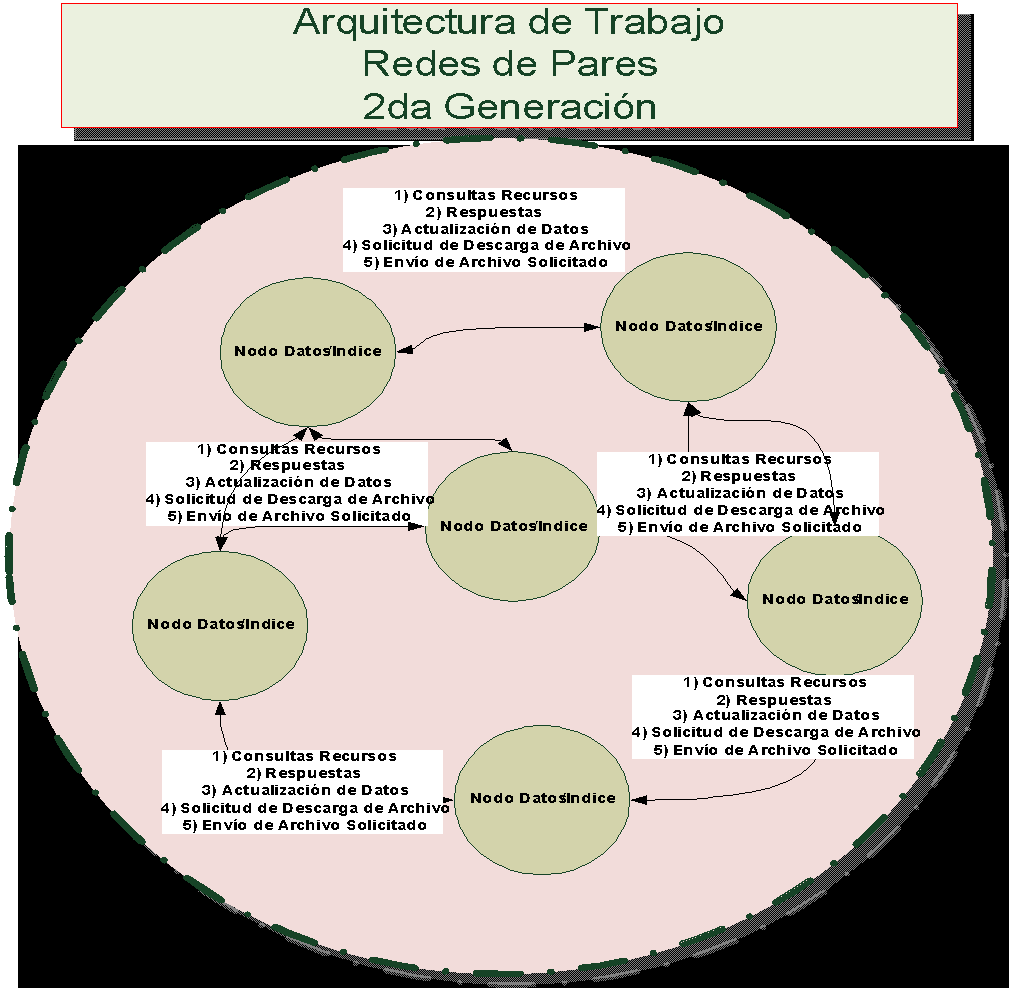 Arquitectura de Trabajo
Redes de Pares
2da Generación
1) Consultas Recursos
2) Respuestas
3) Actualización de Datos
4) Solicitud de Descarga de Archivo
5) Envío de Archivo Solicitado
Nodo Datos/Indice
Nodo Datos/Indice
1) Consultas Recursos
2) Respuestas
3) Actualización de Datos
4) Solicitud de Descarga de Archivo
5) Envío de Archivo Solicitado
1) Consultas Recursos
2) Respuestas
3) Actualización de Datos
4) Solicitud de Descarga de Archivo
5) Envío de Archivo Solicitado
Nodo Datos/Indice
Nodo Datos/Indice
Nodo Datos/Indice
1) Consultas Recursos
2) Respuestas
3) Actualización de Datos
4) Solicitud de Descarga de Archivo
5) Envío de Archivo Solicitado
1) Consultas Recursos
2) Respuestas
3) Actualización de Datos
4) Solicitud de Descarga de Archivo
5) Envío de Archivo Solicitado
Nodo Datos/Indice